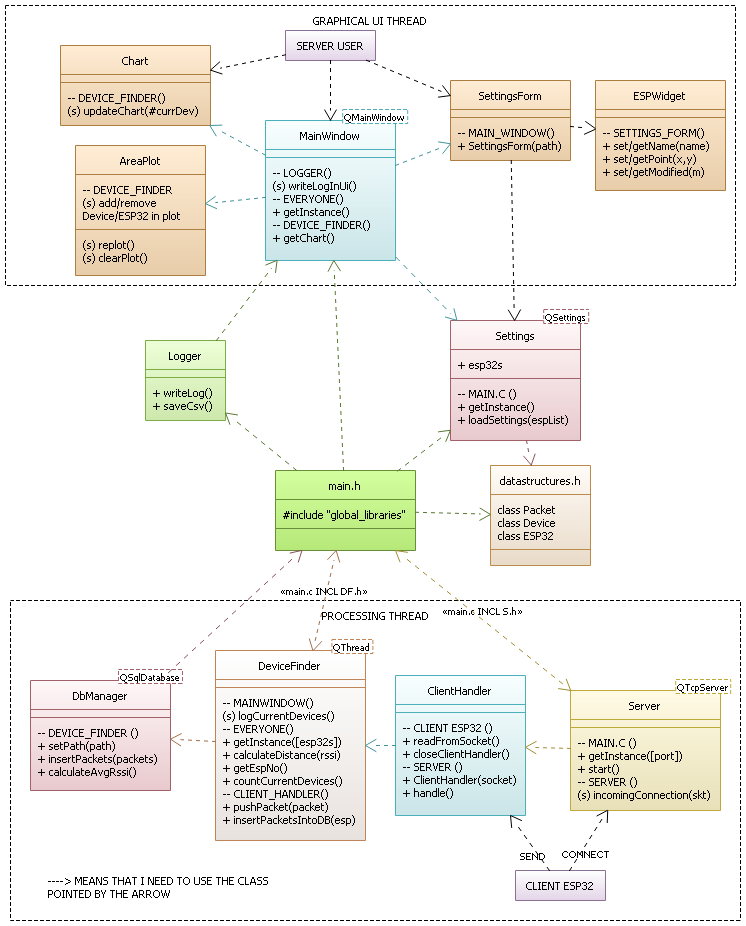 GRAPHICAL UI THREAD
SERVER USER
Chart
-- DEVICE_FINDER()
(s) updateChart(#currDev)
QMainWindow
MainWindow
-- LOGGER()
(s) writeLogInUi()
-- EVERYONE()
+ getInstance()
-- DEVICE_FINDER()
+ getChart()
SettingsForm
-- MAIN_WINDOW()
+ SettingsForm(path)
ESPWidget
-- SETTINGS_FORM()
+ set/getName(name)
+ set/getPoint(x,y)
+ set/getModified(m)
AreaPlot
-- DEVICE_FINDER
(s) add/remove
Device/ESP32 in plot
(s) replot()
(s) clearPlot()
QSettings
Settings
+ esp32s
-- MAIN.C ()
+ getInstance()
+ loadSettings(espList)
Logger
+ writeLog()
+ saveCsv()
main.h
#include "global_libraries"
datastructures.h
class Packet
class Device
class ESP32
«main.c INCL DF.h»
«main.c INCL S.h»
PROCESSING THREAD
QSqlDatabase
DbManager
-- DEVICE_FINDER ()
+ setPath(path)
+ insertPackets(packets)
+ calculateAvgRssi()
QThread
DeviceFinder
-- MAINWINDOW()
(s) logCurrentDevices()
-- EVERYONE()
+ getInstance([esp32s])
+ calculateDistance(rssi)
+ getEspNo()
+ countCurrentDevices()
-- CLIENT_HANDLER()
+ pushPacket(packet)
+ insertPacketsIntoDB(esp)
ClientHandler
-- CLIENT ESP32 ()
+ readFromSocket()
+ closeClientHandler()
-- SERVER ()
+ ClientHandler(socket)
+ handle()
QTcpServer
Server
-- MAIN.C ()
+ getInstance([port])
+ start()
-- SERVER ()
(s) incomingConnection(skt)
SEND
COMNECT
CLIENT ESP32
----> MEANS THAT I NEED TO USE THE CLASS
POINTED BY THE ARROW